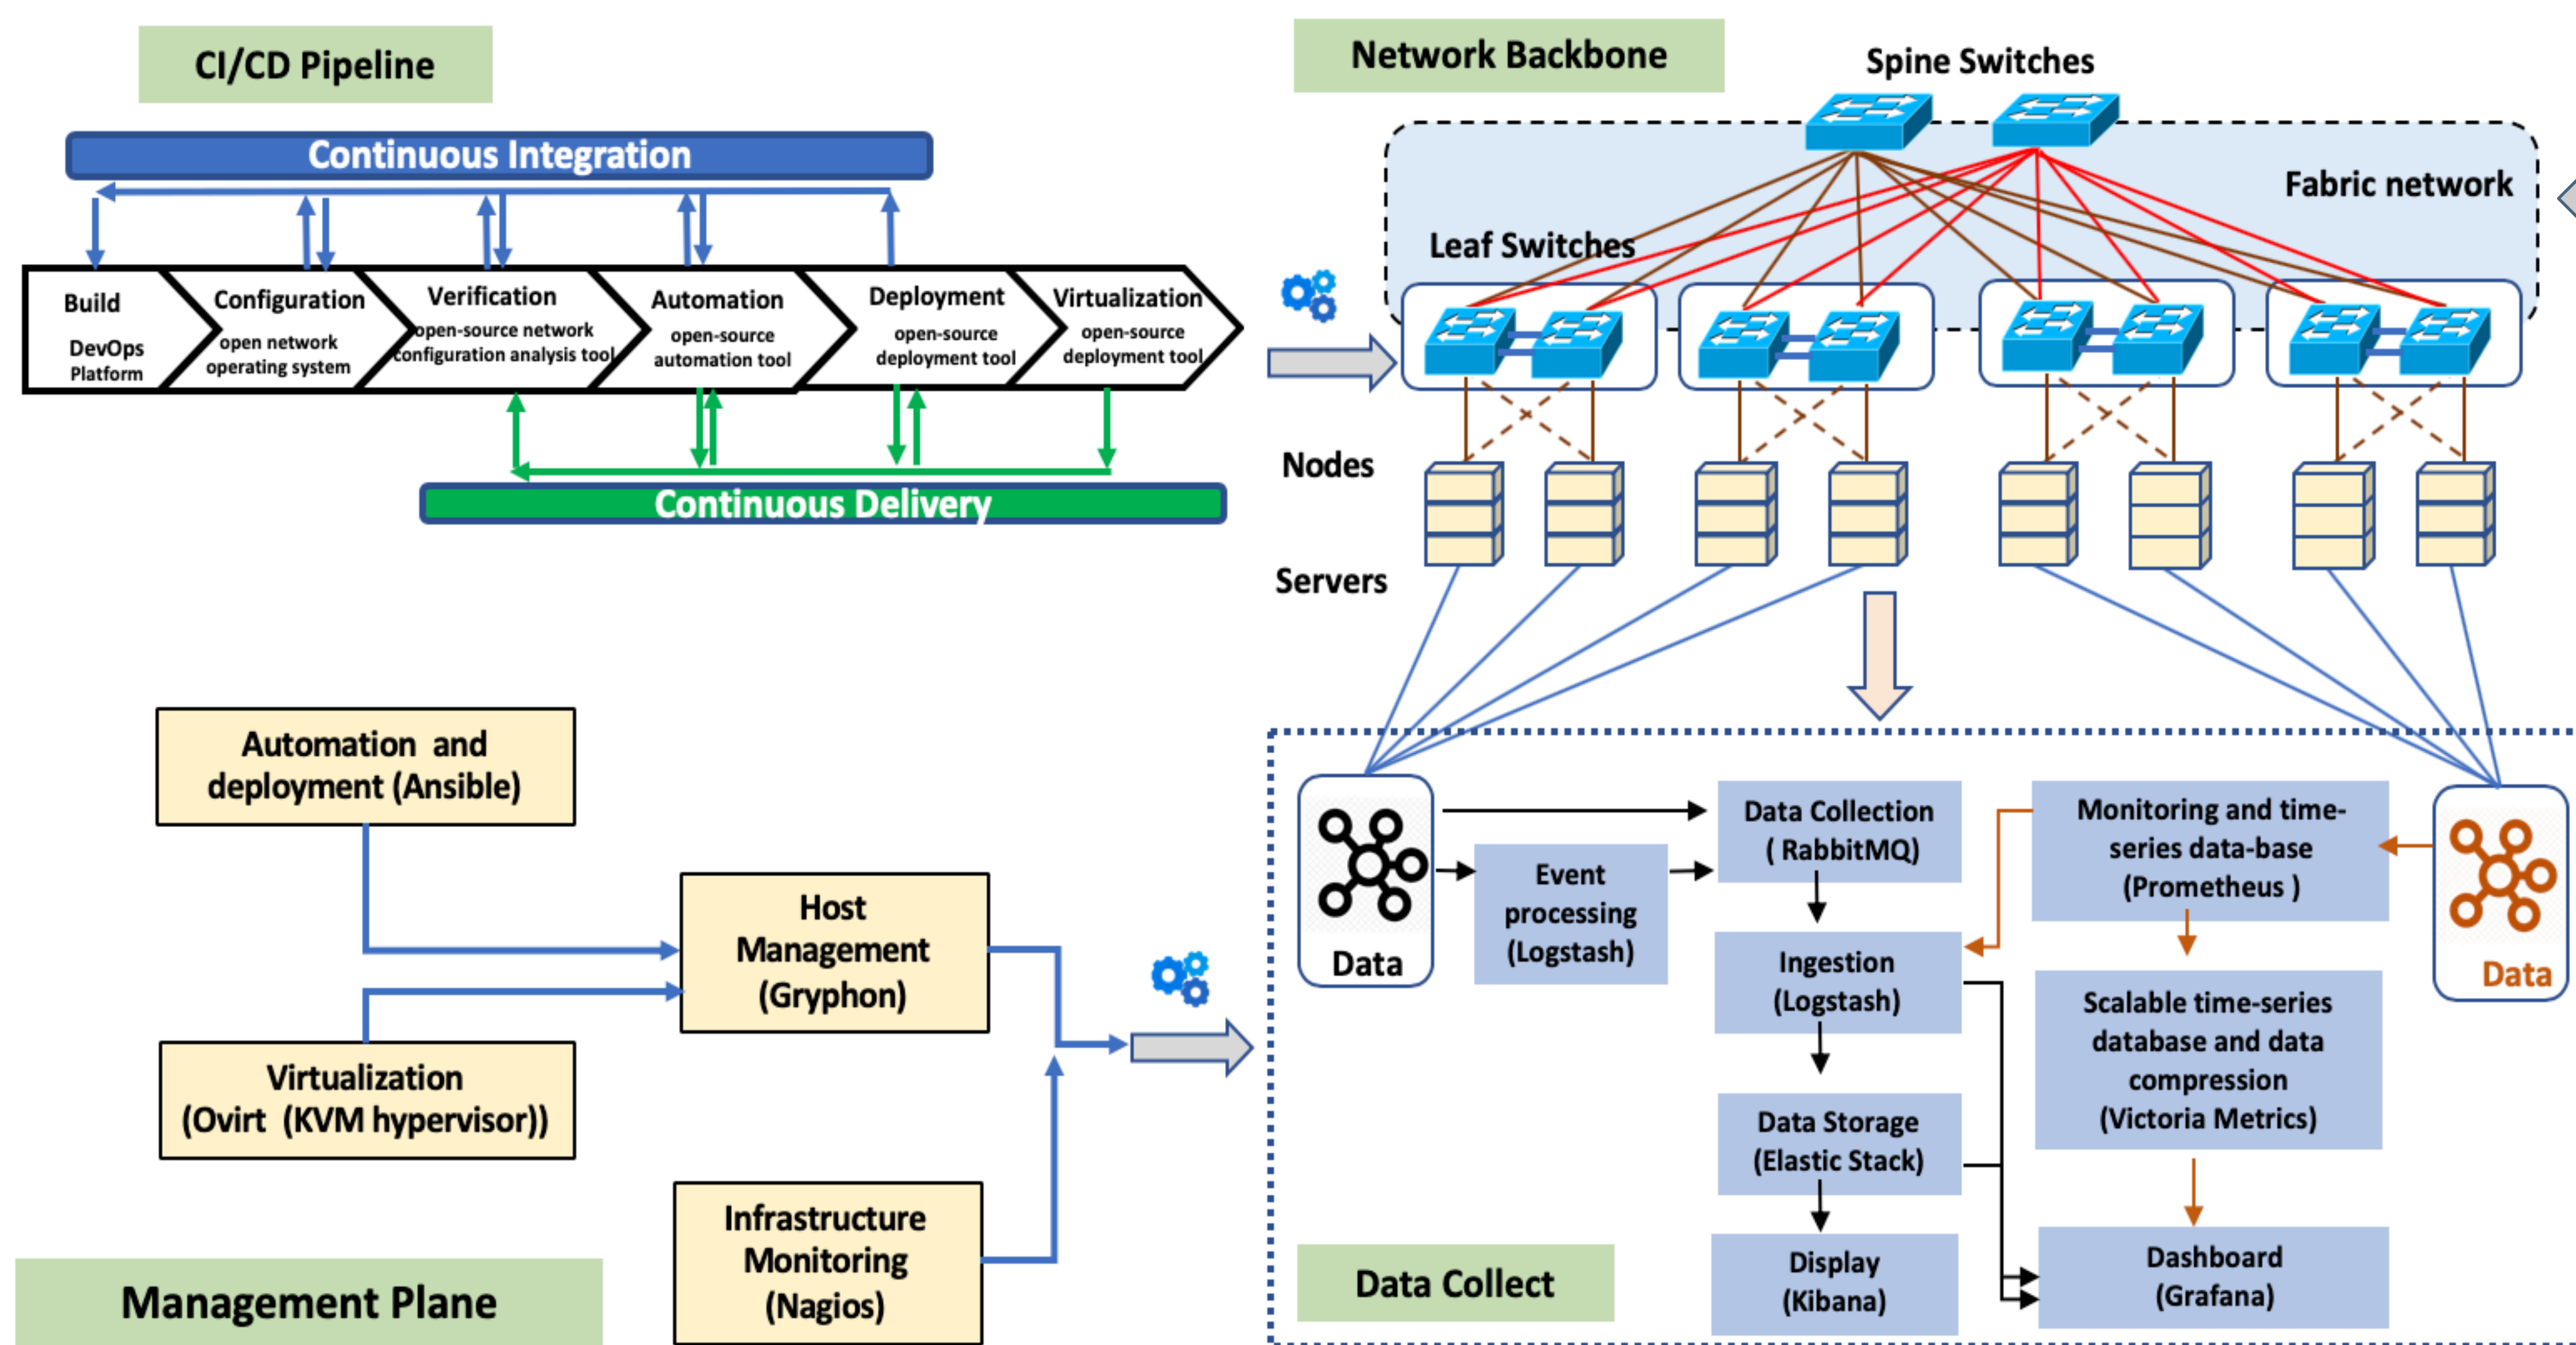 CI/CD Pipeline
Continuous Integration
Build
DevOps
Platform
Configuration
open network
operating system
Verification
open-source network
configuration analysis tool
Automation
open-source
automation tool
Deployment
open-source
deployment tool
Virtualization
open-source
deployment tool
Continuous Delivery
Network Backbone
Spine Switches
Fabric network
Leaf Switches
Nodes
Servers
Automation and
deployment (Ansible)
Virtualization
(Ovirt (KVM hypervisor))
Host
Management
(Gryphon)
Infrastructure
Monitoring
(Nagios)
Management Plane
Data
Event
processing
(Logstash)
Data Collection
( RabbitMQ)
Ingestion
(Logstash)
Data Storage
(Elastic Stack)
Display
(Kibana)
Monitoring and time-
series data-base
(Prometheus )
Scalable time-series
database and data
compression
(Victoria Metrics)
Dashboard
(Grafana)
Data
Data Collect